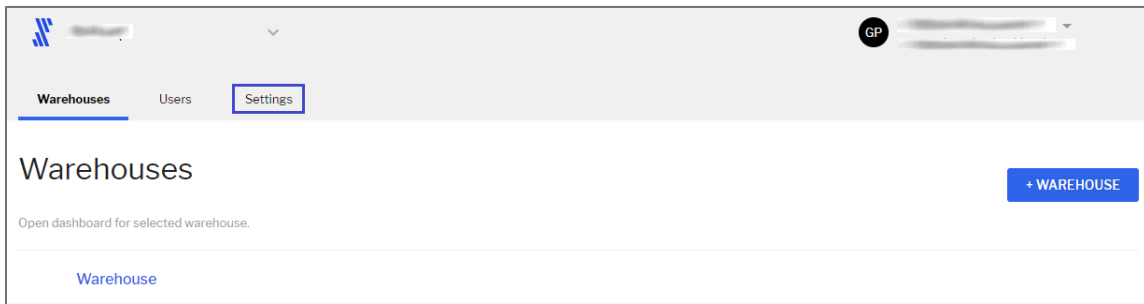 GP
Warehouses Users Settings
Warehouses
+ WAREHOUSE
Open dashboard for selected warehouse.
Warehouse